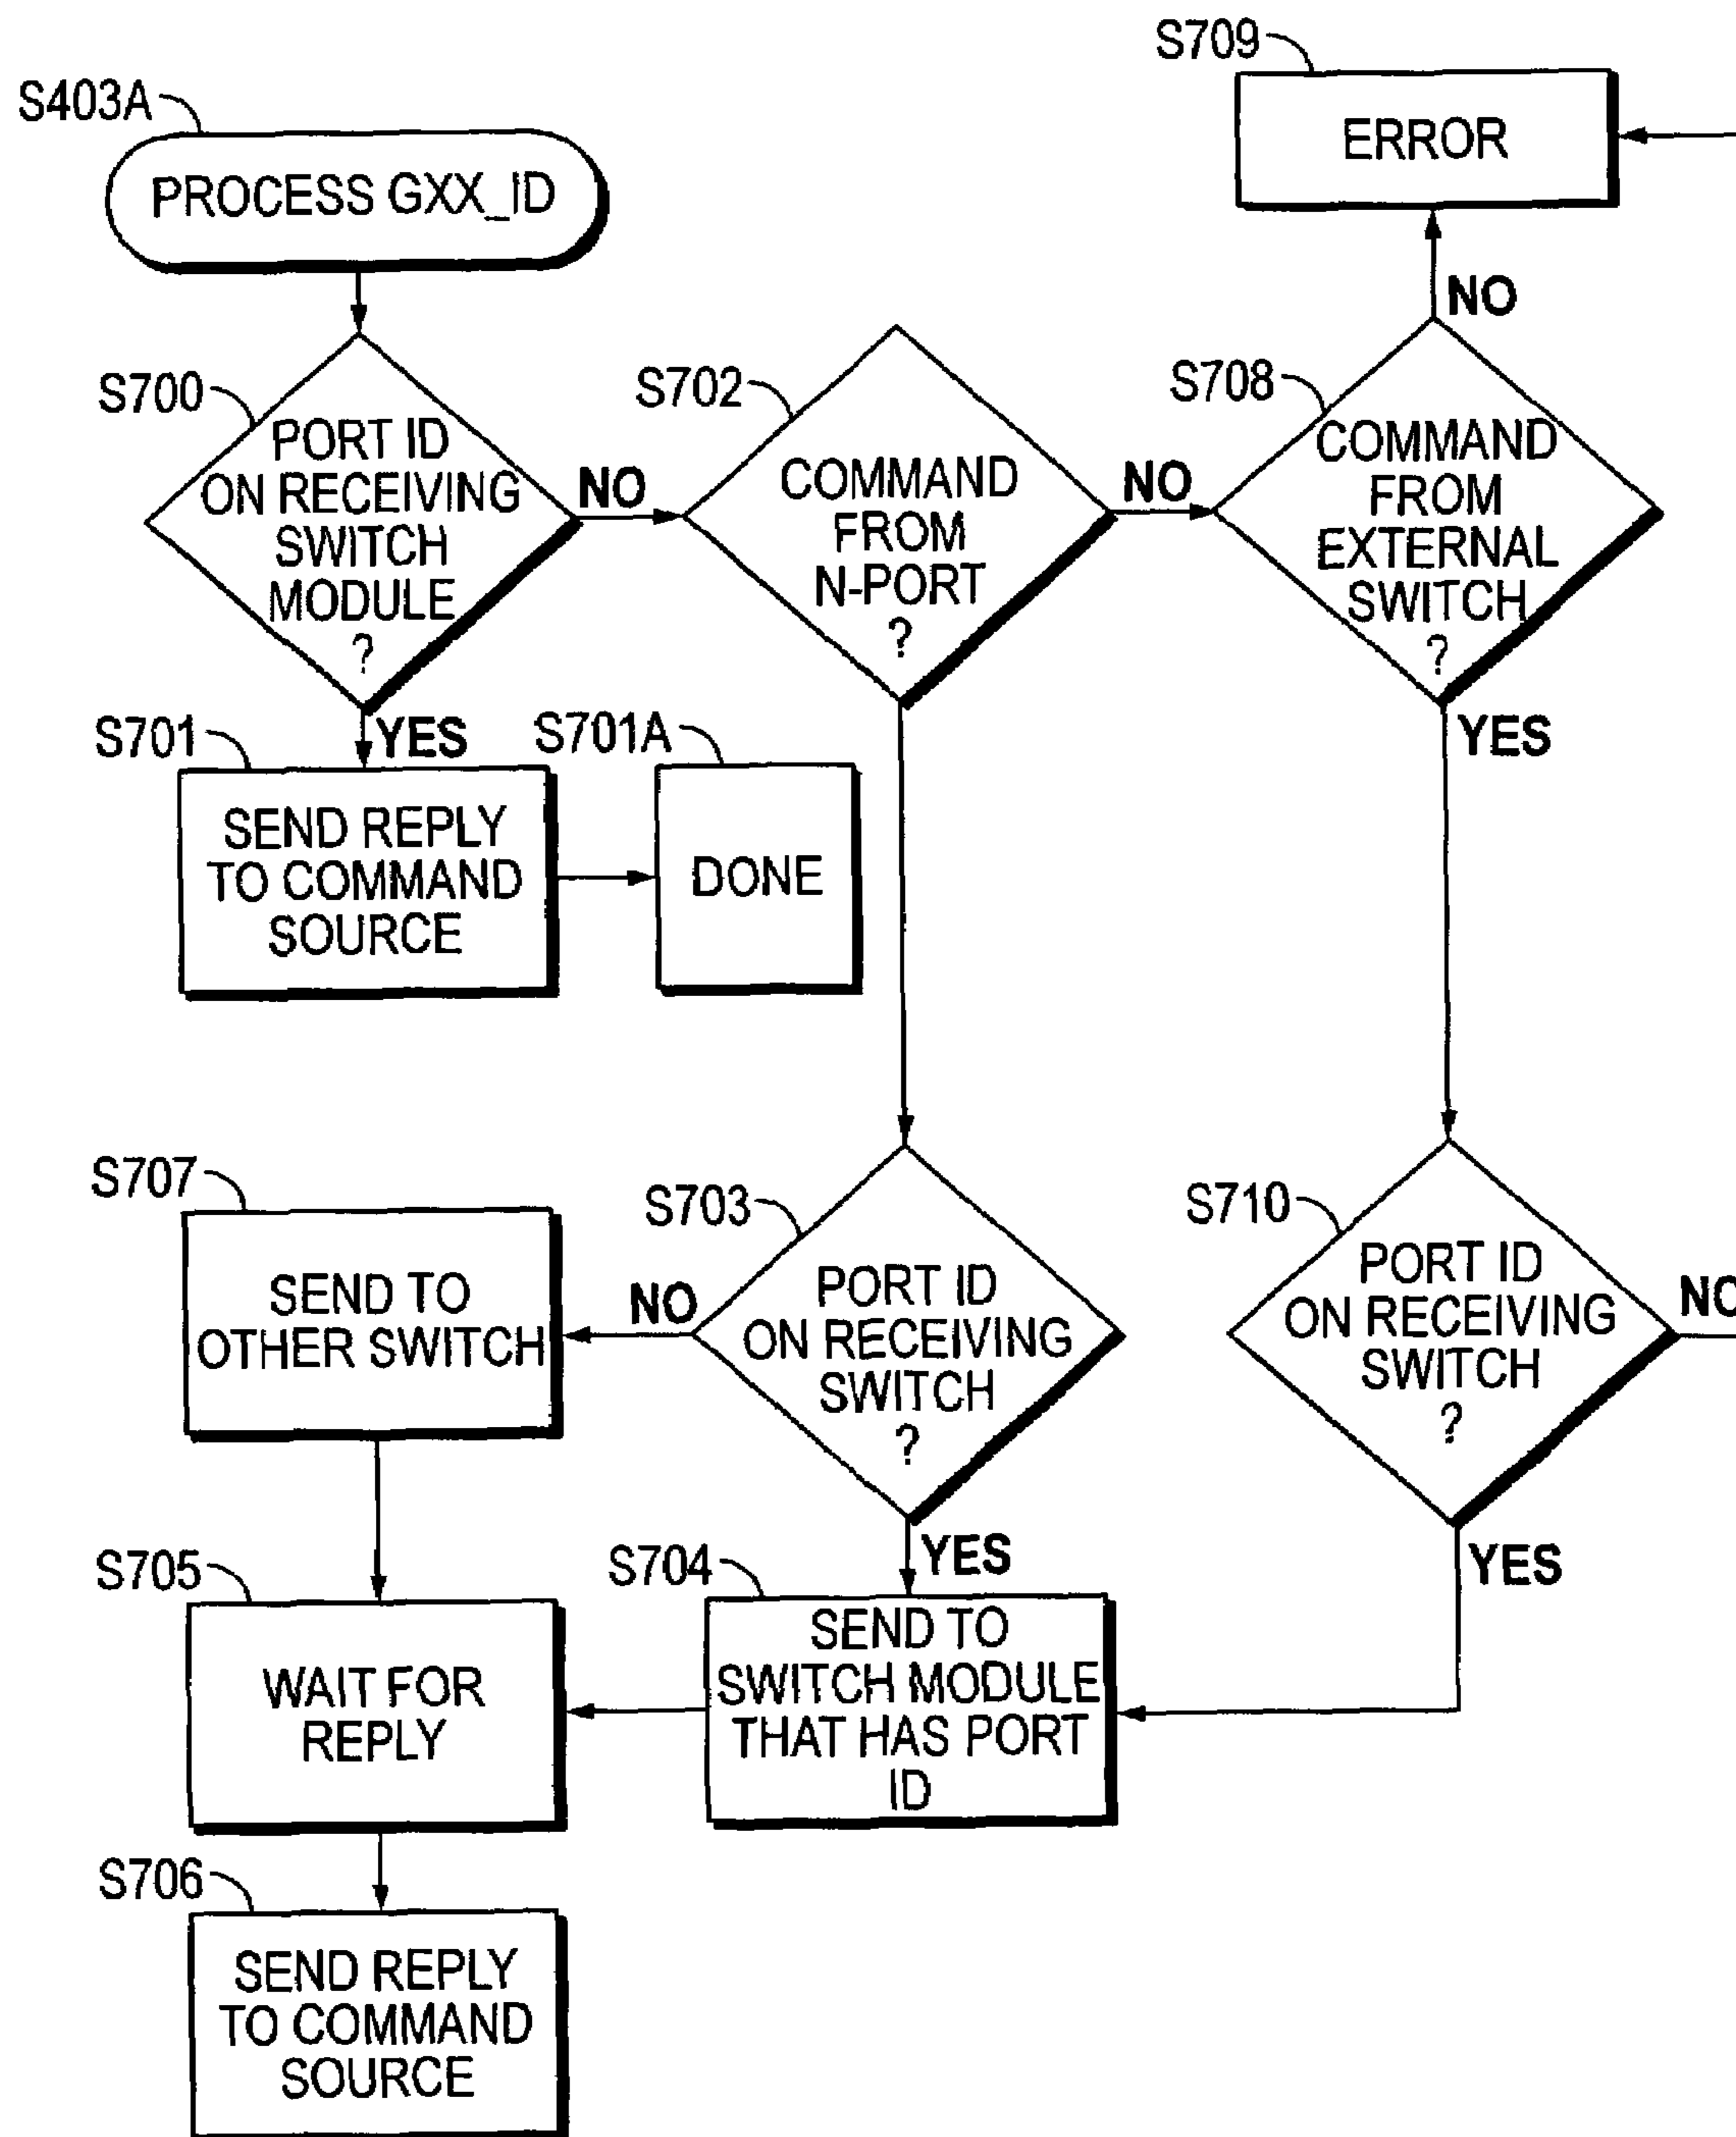 S403A
PROCESS GXX_ID
S709
ERROR
NO
S700
PORT ID
ON RECEIVING
SWITCH
MODULE
?
NO
S702
COMMAND
FROM
N-PORT
?
NO
S708
COMMAND
FROM
EXTERNAL
SWITCH
?
YES
YES
S701
SEND REPLY
TO COMMAND
SOURCE
S701A
DONE
S707
SEND TO
OTHER SWITCH
NO
S703
PORT ID
ON RECEIVING
SWITCH
?
YES
S710
PORT ID
ON RECEIVING
SWITCH
?
NO
YES
S705
WAIT FOR
REPLY
S704
SEND TO
SWITCH MODULE
THAT HAS PORT
ID
S706
SEND REPLY
TO COMMAND
SOURCE